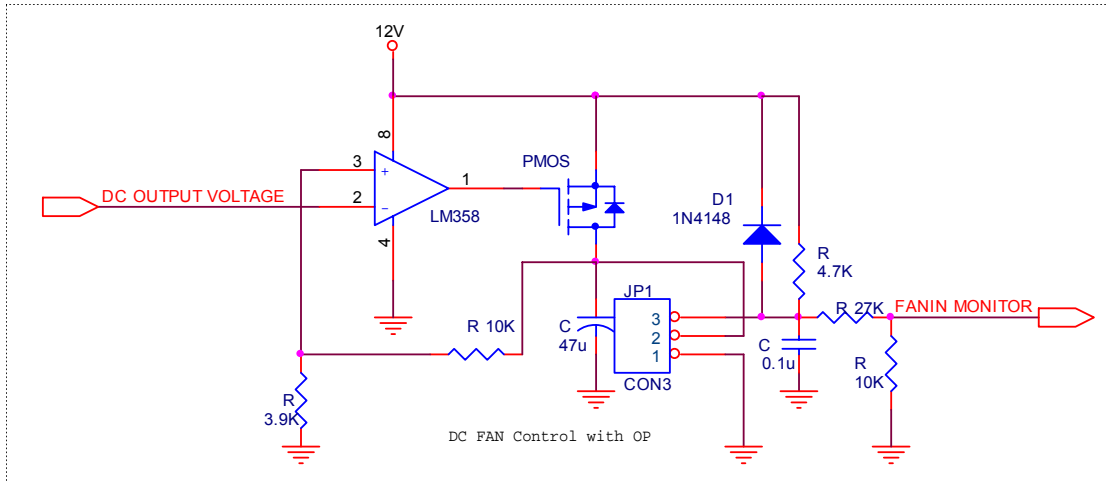 12V
8
3
+
PMOS
DC OUTPUT VOLTAGE
2
−
1
LM358
4
D1
1N4148
R
4.7K
JP1
R 27K
FANIN MONITOR
3
2
1
R 10K
C
47u
C
0.1u
R
10K
CON3
R
3.9K
DC FAN Control with OP